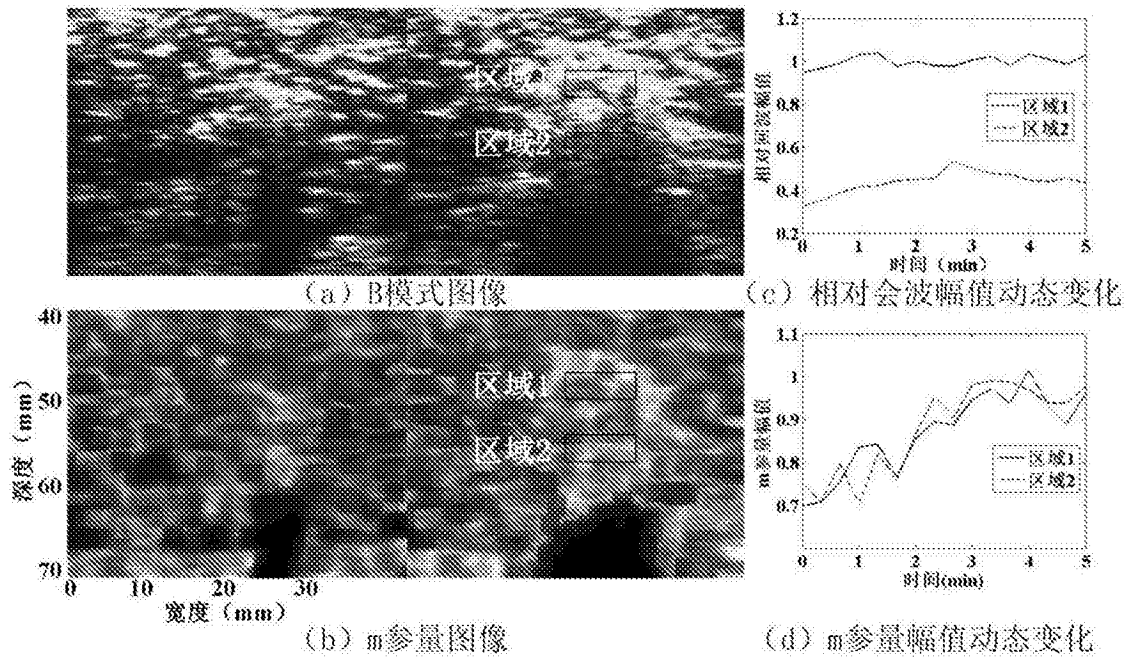 区域
区域2
(a) B模式图像
1.2
1
0.8
0.6
0.4
0.2
相对回波幅值
区域1
区域2
0 1 2 3 4 5
时间(min)
(c) 相对会波幅值动态变化
40
50
60
70
深度(mm)
区域1
区域2
0 10 20 30
宽度(mm)
(b) m参量图像
1.1
1
0.9
0.8
0.7
m参量幅值
区域1
区域2
0 1 2 3 4 5
时间(min)
(d) m参量幅值动态变化